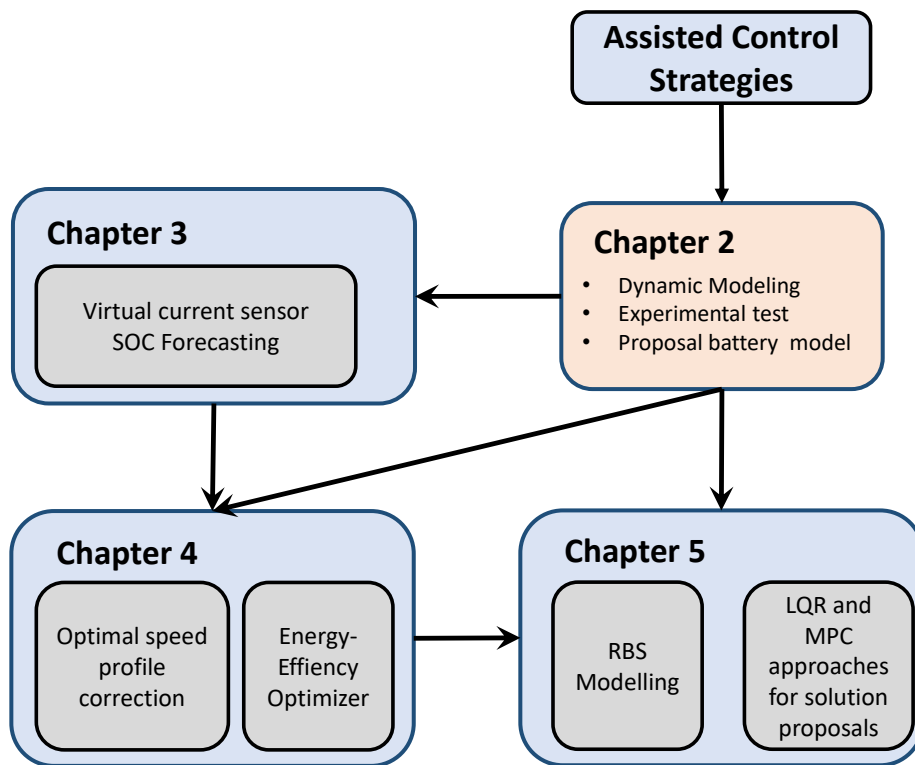 Assisted Control
Strategies
Chapter 3
Virtual current sensor
SOC Forecasting
Chapter 2
• Dynamic Modeling
• Experimental test
• Proposal battery model
Chapter 4
Optimal speed
profile
correction
Energy-
Effiency
Optimizer
Chapter 5
RBS
Modelling
LQR and
MPC
approaches
for solution
proposals